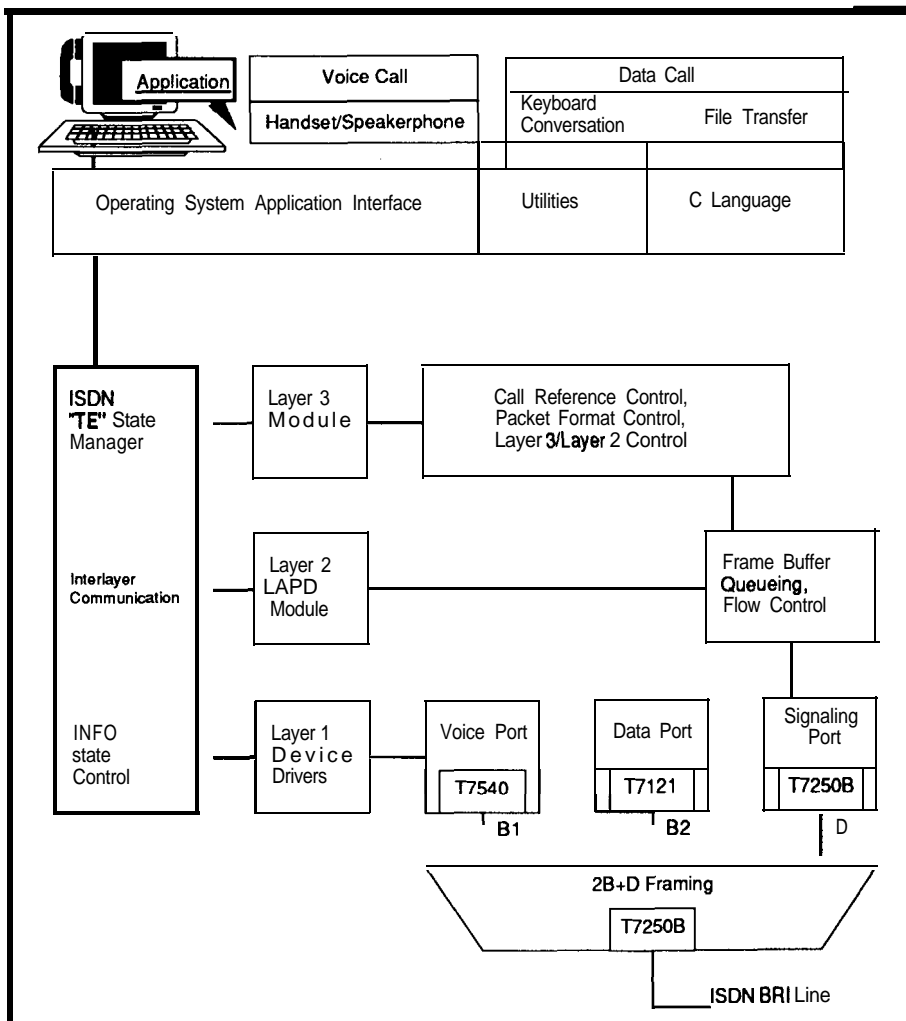 Application
Voice Call
Handset/Speakerphone
Data Call
Keyboard
Conversation
File Transfer
Operating System Application Interface
Utilities
C Language
ISDN
"TE" State
Manager
Layer 3
Module
Call Reference Control,
Packet Format Control,
Layer 3/Layer 2 Control
Interlayer
Communication
Layer 2
LAPD
Module
Frame Buffer
Queueing,
Flow Control
INFO
state
Control
Layer 1
Device
Drivers
Voice Port
T7540
B1
Data Port
T7121
B2
Signaling
Port
T7250B
D
2B+D Framing
T7250B
ISDN BRI Line